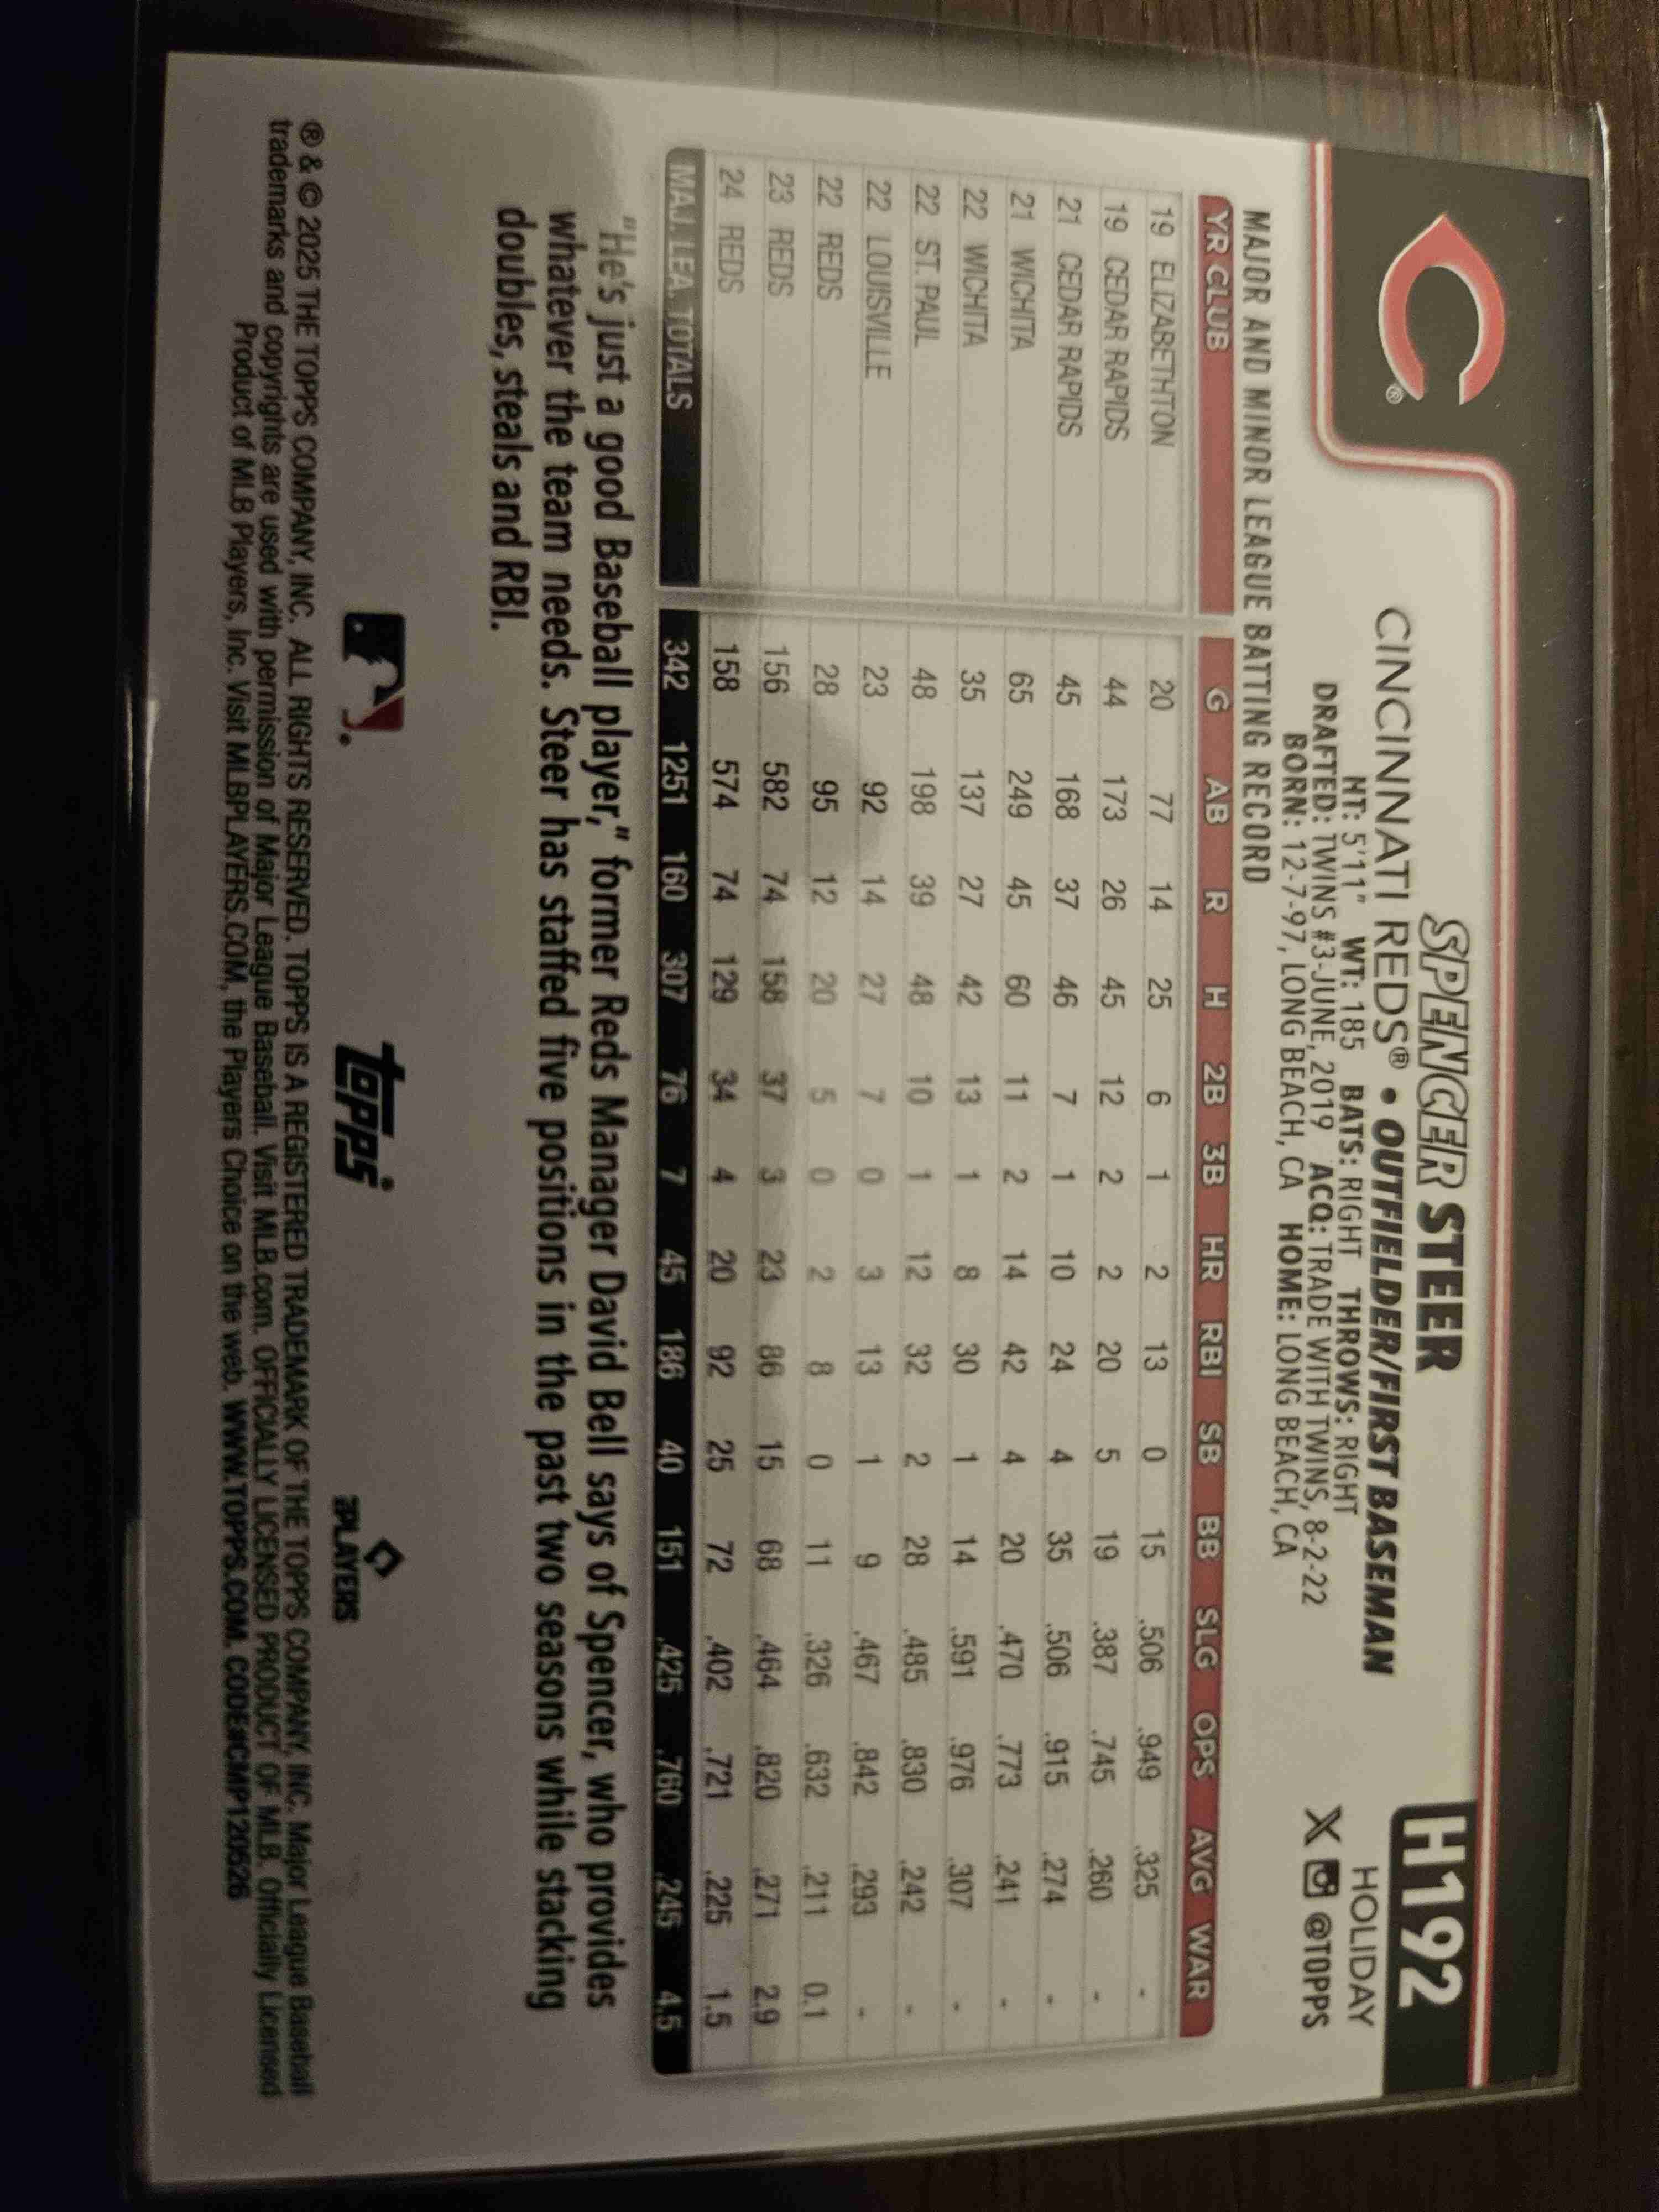 C®
SPENCER STEER
H192
CINCINNATI REDS® • OUTFIELDER/FIRST BASEMAN
HOLIDAY
HT: 5'11" WT: 185 BATS: RIGHT THROWS: RIGHT
DRAFTED: TWINS #3-JUNE, 2019 ACQ: TRADE WITH TWINS, 8-2-22
X @TOPPS
BORN: 12-7-97, LONG BEACH, CA HOME: LONG BEACH, CA
MAJOR AND MINOR LEAGUE BATTING RECORD
YR CLUB G AB R H 2B 3B HR RBI SB BB SLG OPS AVG WAR
19 ELIZABETHTON 20 77 14 25 6 1 2 13 0 15 .506 .949 .325 -
19 CEDAR RAPIDS 44 173 26 45 12 2 2 20 5 19 .387 .745 .260 -
21 CEDAR RAPIDS 45 168 37 46 7 1 10 24 4 35 .506 .915 .274 -
21 WICHITA 65 249 45 60 11 2 14 42 4 20 .470 .773 .241 -
22 WICHITA 35 137 27 42 13 1 8 30 1 14 .591 .976 .307 -
22 ST. PAUL 48 198 39 48 10 1 12 32 2 28 .485 .830 .242 -
22 LOUISVILLE 23 92 14 27 7 0 3 13 1 9 .467 .842 .293 -
22 REDS 28 95 12 20 5 0 2 8 0 11 .326 .632 .211 0.1
23 REDS 156 582 74 158 37 3 23 86 15 68 .464 .820 .271 2.9
24 REDS 158 574 74 129 34 4 20 92 25 72 .402 .721 .225 1.5
MAJ. LEA. TOTALS 342 1251 160 307 76 7 45 186 40 151 .425 .760 .245 4.5
"He's just a good Baseball player," former Reds Manager David Bell says of Spencer, who provides
whatever the team needs. Steer has staffed five positions in the past two seasons while stacking
doubles, steals and RBI.
topps
PLAYERS
® & © 2025 THE TOPPS COMPANY, INC. ALL RIGHTS RESERVED. TOPPS IS A REGISTERED TRADEMARK OF THE TOPPS COMPANY, INC. Major League Baseball
trademarks and copyrights are used with permission of Major League Baseball. Visit MLB.com. OFFICIALLY LICENSED PRODUCT OF MLB. Officially Licensed
Product of MLB Players, Inc. Visit MLBPLAYERS.COM, the Players Choice on the web. WWW.TOPPS.COM. CODE#CMP120626